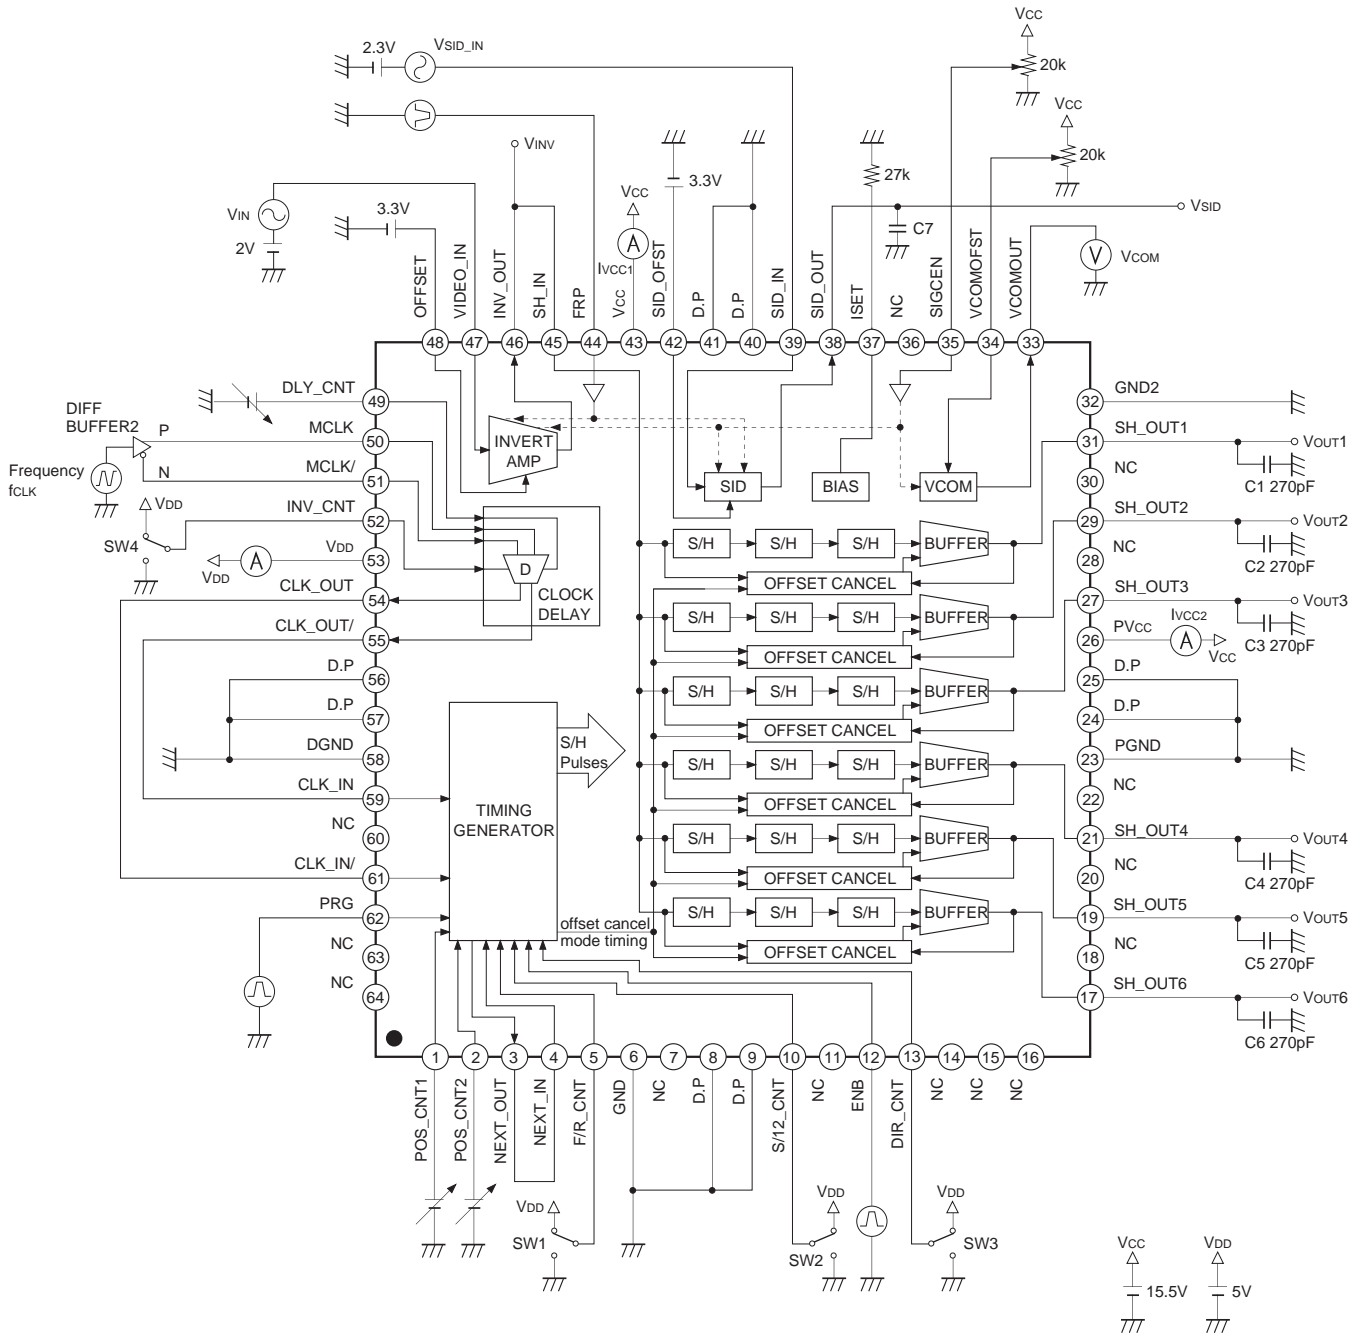 VCC
2.3V
VSID_IN
20k
VCC
20k
VINV
3.3V
27k
VCC
VIN
2V
3.3V
A
IVCC1
C7
VSID
V
VCOM
OFFSET
VIDEO_IN
INV_OUT
SH_IN
FRP
VCC
SID_OFST
D.P
D.P
SID_IN
SID_OUT
ISET
NC
SIGCEN
VCOMOFST
VCOMOUT
48
47
46
45
44
43
42
41
40
39
38
37
36
35
34
33
DLY_CNT
49
DIFF
BUFFER2
P
MCLK
50
N
MCLK/
51
Frequency
fCLK
VDD
SW4
INV_CNT
52
VDD
A
VDD
53
CLK_OUT
54
CLK_OUT/
55
D.P
56
D.P
57
DGND
58
CLK_IN
59
NC
60
CLK_IN/
61
PRG
62
NC
63
NC
64
INVERT
AMP
SID
BIAS
VCOM
D
CLOCK
DELAY
TIMING
GENERATOR
S/H
Pulses
offset cancel
mode timing
S/H
S/H
S/H
BUFFER
OFFSET CANCEL
S/H
S/H
S/H
BUFFER
OFFSET CANCEL
S/H
S/H
S/H
BUFFER
OFFSET CANCEL
S/H
S/H
S/H
BUFFER
OFFSET CANCEL
S/H
S/H
S/H
BUFFER
OFFSET CANCEL
S/H
S/H
S/H
BUFFER
OFFSET CANCEL
32
GND2
31
SH_OUT1
VOUT1
C1 270pF
30
NC
29
SH_OUT2
VOUT2
C2 270pF
28
NC
27
SH_OUT3
VOUT3
C3 270pF
26
PVCC
IVCC2
A
VCC
25
D.P
24
D.P
23
PGND
22
NC
21
SH_OUT4
VOUT4
C4 270pF
20
NC
19
SH_OUT5
VOUT5
C5 270pF
18
NC
17
SH_OUT6
VOUT6
C6 270pF
1
2
3
4
5
6
7
8
9
10
11
12
13
14
15
16
POS_CNT1
POS_CNT2
NEXT_OUT
NEXT_IN
F/R_CNT
GND
NC
D.P
D.P
S/12_CNT
NC
ENB
DIR_CNT
NC
NC
NC
VDD
SW1
VDD
SW2
VDD
SW3
VCC
15.5V
VDD
5V